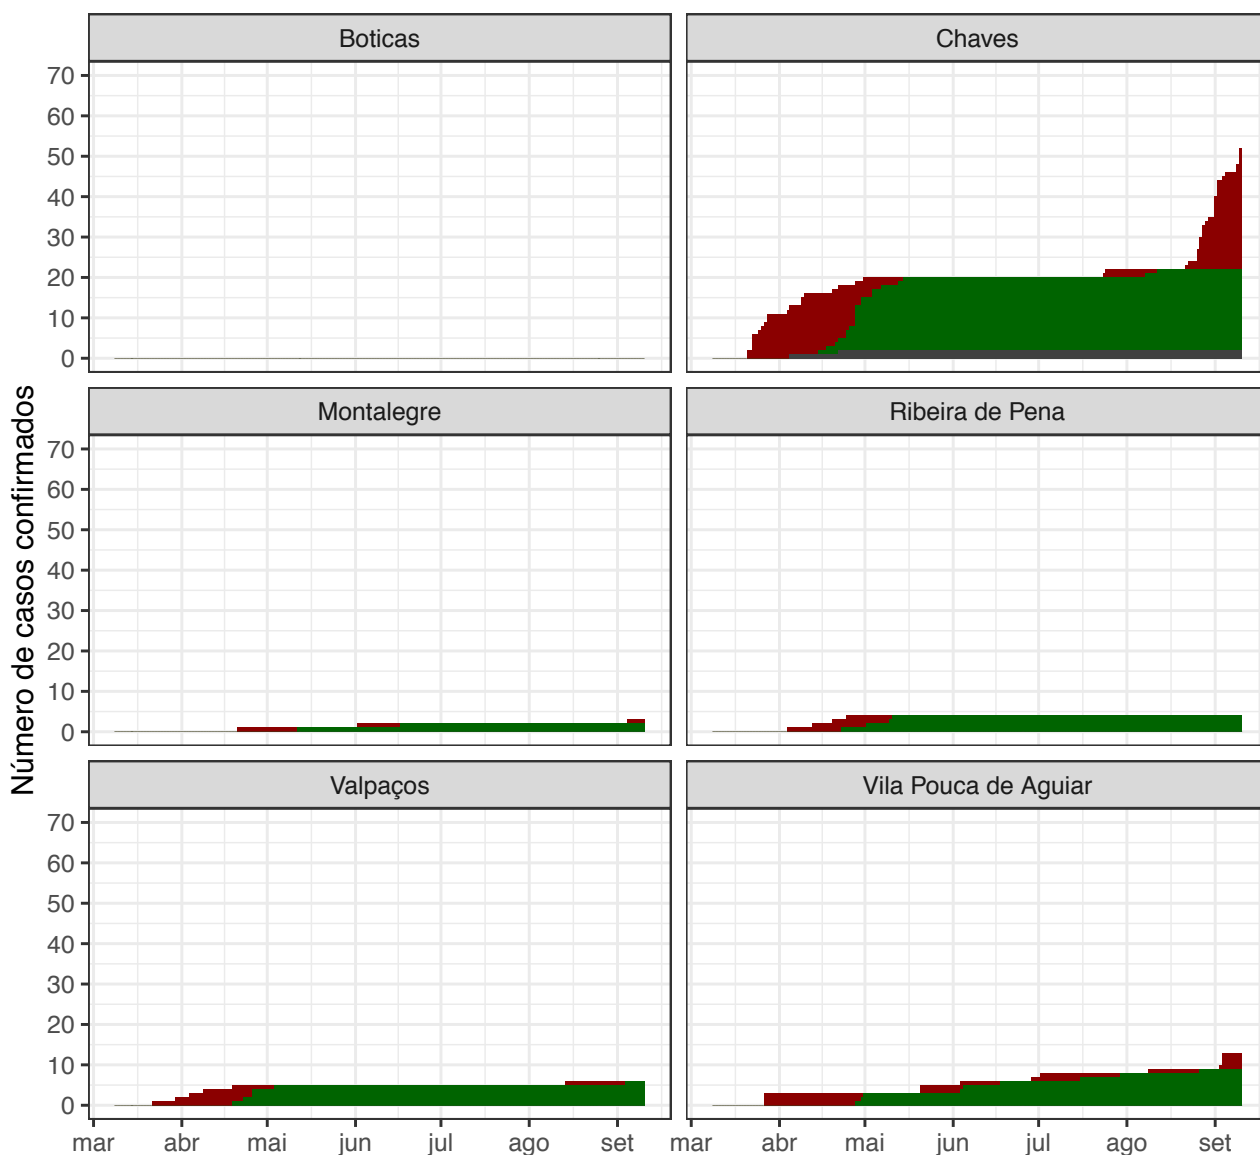 Número de casos confirmados
Boticas
Chaves
70
60
50
40
30
20
10
0
Montalegre
Ribeira de Pena
70
60
50
40
30
20
10
0
Valpaços
Vila Pouca de Aguiar
70
60
50
40
30
20
10
0
mar abr mai jun jul ago set
mar abr mai jun jul ago set